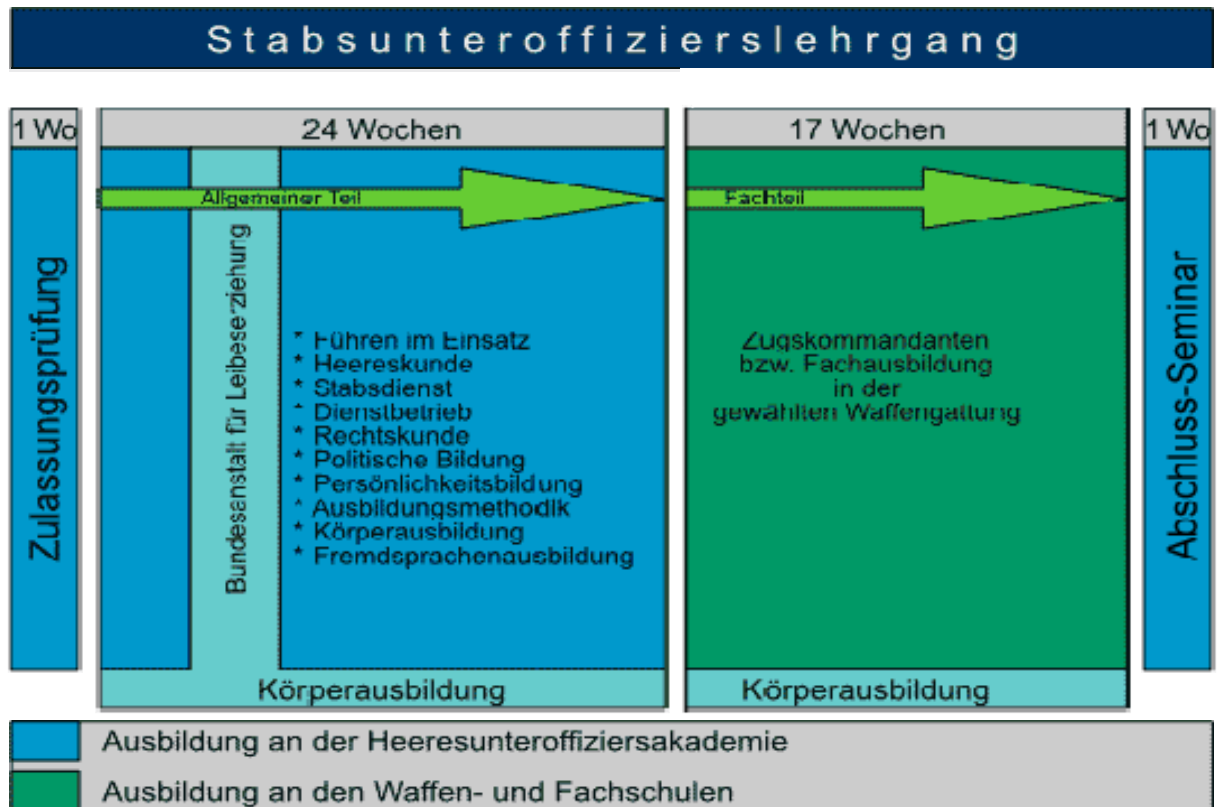 Stabsunteroffizierslehrgang
1 Wo
24 Wochen
17 Wochen
1 Wo
Zulassungsprüfung
Allgemeiner Teil
Bundesanstalt für Leibeserziehung
* Führen im Einsatz
* Heereskunde
* Stabsdienst
* Dienstbetrieb
* Rechtskunde
* Politische Bildung
* Persönlichkeitsbildung
* Ausbildungsmethodik
* Körperausbildung
* Fremdsprachenausbildung
Körperausbildung
Fachteil
Zugskommandanten
bzw. Fachausbildung
in der
gewählten Waffengattung
Körperausbildung
Abschluss-Seminar
Ausbildung an der Heeresunteroffiziersakademie
Ausbildung an den Waffen- und Fachschulen